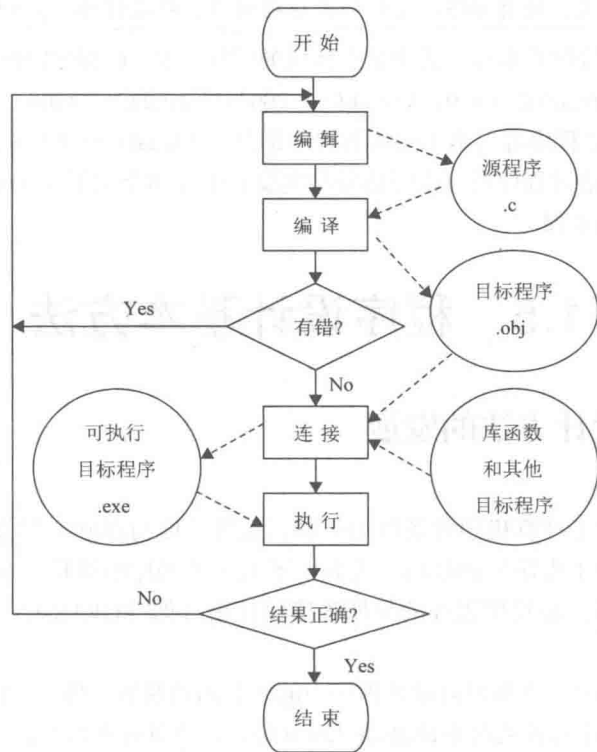 开 始
编 辑
源程序
.c
编 译
目标程序
.obj
Yes
有错?
No
可执行
目标程序
.exe
连 接
库函数
和其他
目标程序
执 行
No
结果正确?
Yes
结 束